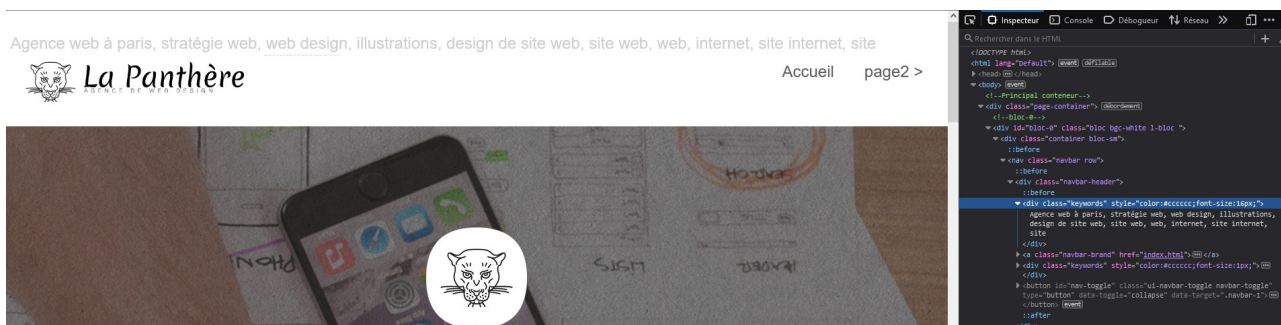 Agence web à paris, stratégie web, web design, illustrations, design de site web, site web, web, internet, site internet, site
La Panthère
AGENCE DE WEB DESIGN
Accueil page2 >
SEARCH
LISTS
HEADER
Inspecteur Console Débogueur Réseau
Rechercher dans le HTML
<!DOCTYPE html>
<html lang="Default"> event défilable
<head> </head>
<body> event
<!--Principal conteneur-->
<div class="page-container"> débordement
<!--bloc-0-->
<div id="bloc-0" class="bloc bgc-white l-bloc ">
<div class="container bloc-sm">
::before
<nav class="navbar row">
::before
<div class="navbar-header">
::before
<div class="keywords" style="color:#cccccc;font-size:16px;">
Agence web à paris, stratégie web, web design, illustrations,
design de site web, site web, web, internet, site internet,
site
</div>
<a class="navbar-brand" href="index.html"> </a>
<div class="keywords" style="color:#cccccc;font-size:1px;">
</div>
<button id="nav-toggle" class="ui-navbar-toggle navbar-toggle"
type="button" data-toggle="collapse" data-target=".navbar-1">
</button> event
::after